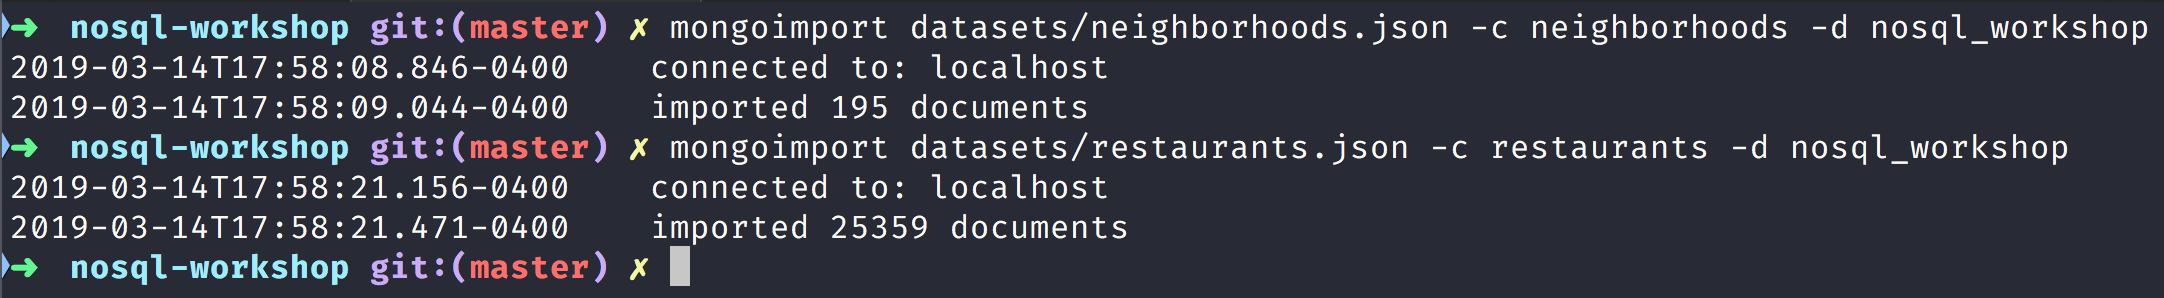 ➜ nosql-workshop git:(master) ✗ mongoimport datasets/neighborhoods.json -c neighborhoods -d nosql_workshop
2019-03-14T17:58:08.846-0400 connected to: localhost
2019-03-14T17:58:09.044-0400 imported 195 documents
➜ nosql-workshop git:(master) ✗ mongoimport datasets/restaurants.json -c restaurants -d nosql_workshop
2019-03-14T17:58:21.156-0400 connected to: localhost
2019-03-14T17:58:21.471-0400 imported 25359 documents
➜ nosql-workshop git:(master) ✗